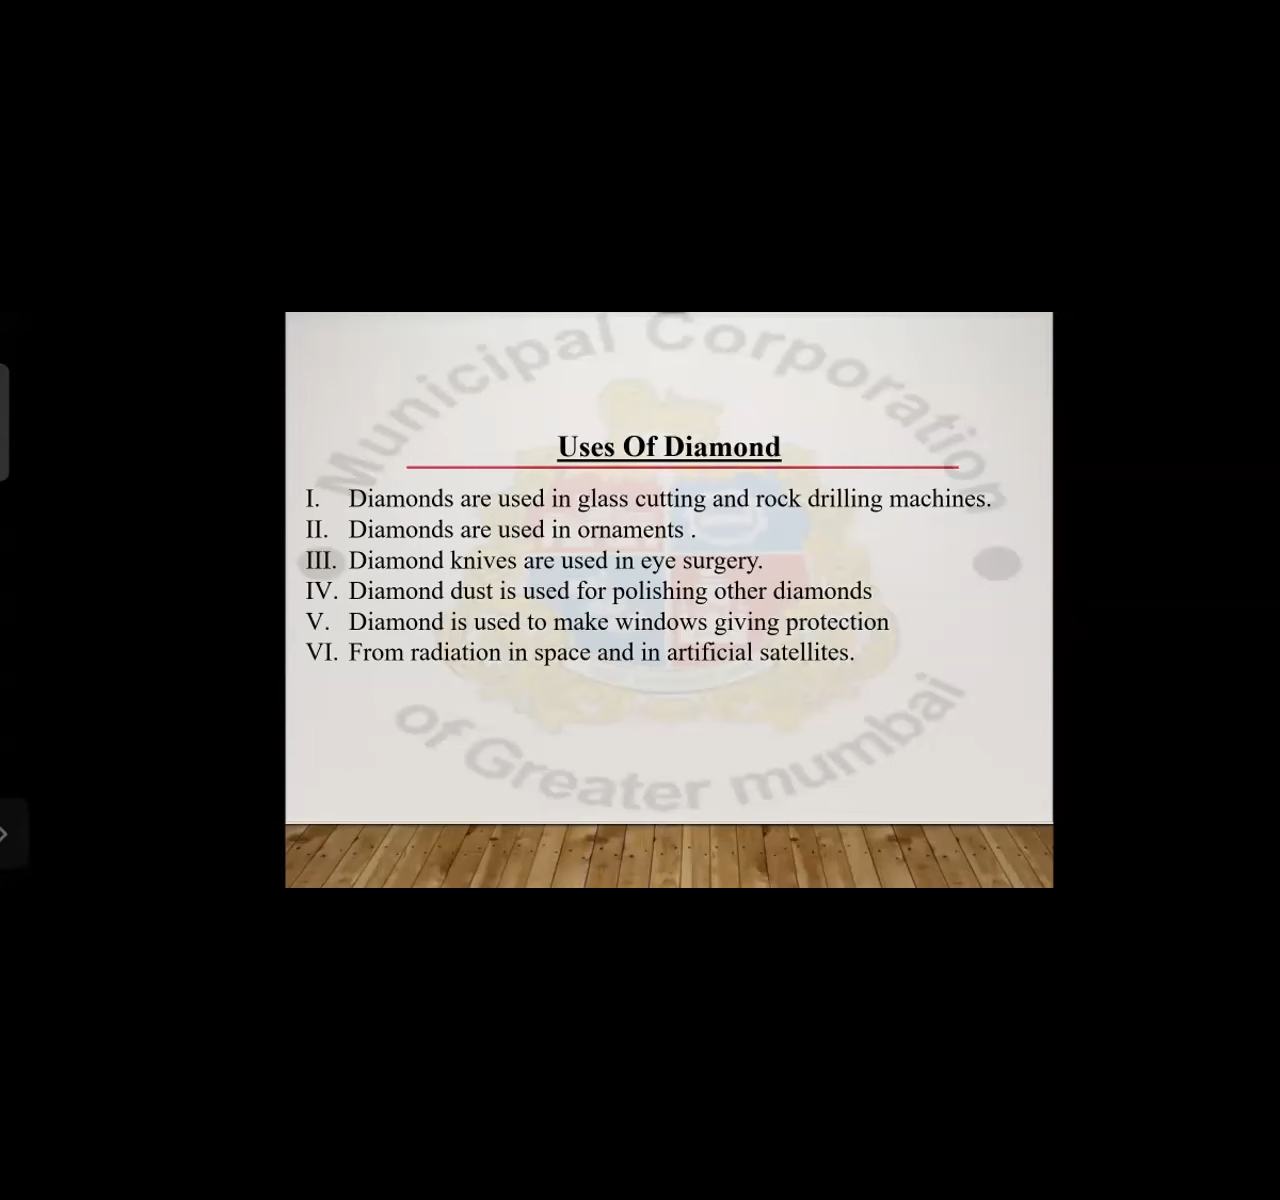 Municipal Corporation
Uses Of Diamond
I. Diamonds are used in glass cutting and rock drilling machines.
II. Diamonds are used in ornaments .
III. Diamond knives are used in eye surgery.
IV. Diamond dust is used for polishing other diamonds
V. Diamond is used to make windows giving protection
VI. From radiation in space and in artificial satellites.
of Greater mumbai